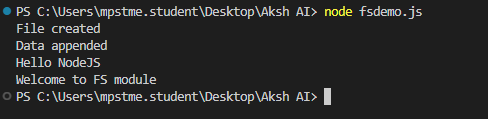 PS C:\Users\mpstme.student\Desktop\Aksh AI> node fsdemo.js
File created
Data appended
Hello NodeJS
Welcome to FS module
PS C:\Users\mpstme.student\Desktop\Aksh AI>